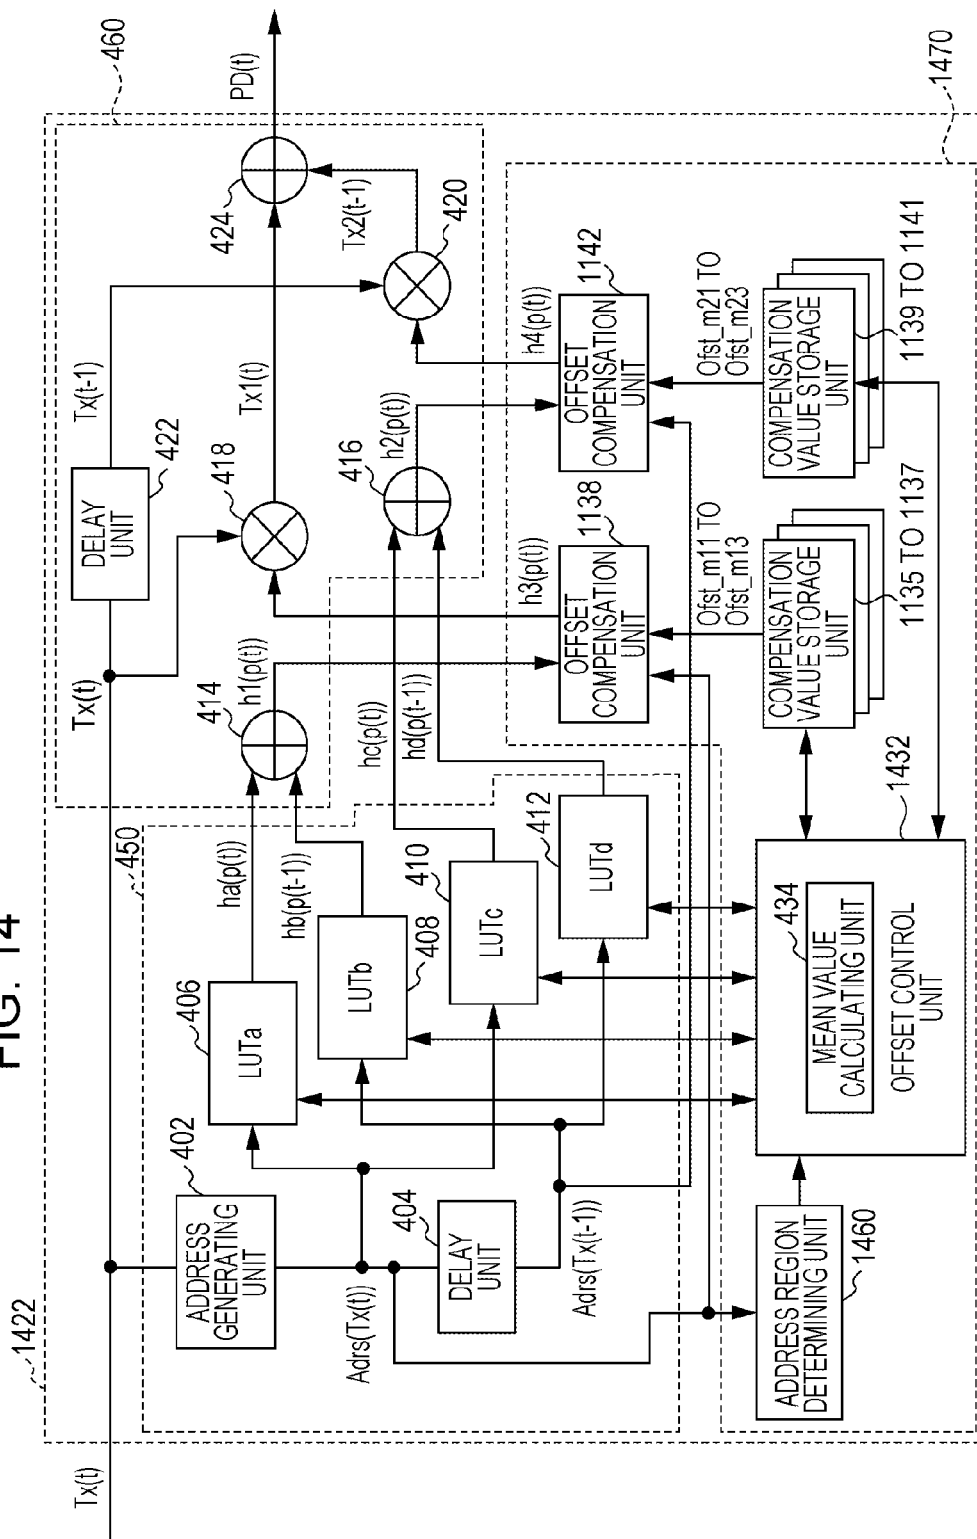 FIG. 14
1422
Tx(t)
460
Tx(t)
DELAY
UNIT
422
Tx(t-1)
PD(t)
424
Tx1(t)
418
Tx2(t-1)
420
414
h1(p(t))
416
h2(p(t))
h3(p(t))
h4(p(t))
450
402
ADDRESS
GENERATING
UNIT
Adrs(Tx(t))
404
DELAY
UNIT
Adrs(Tx(t-1))
406
LUTa
ha(p(t))
LUTb
408
hb(p(t-1))
410
LUTc
hc(p(t))
412
LUTd
hd(p(t-1))
1470
OFFSET
COMPENSATION
UNIT
1138
OFFSET
COMPENSATION
UNIT
1142
Ofst_m11 TO
Ofst_m13
Ofst_m21 TO
Ofst_m23
COMPENSATION
VALUE STORAGE
UNIT
1135 TO 1137
COMPENSATION
VALUE STORAGE
UNIT
1139 TO 1141
ADDRESS REGION
DETERMINING UNIT
1460
434
MEAN VALUE
CALCULATING UNIT
OFFSET CONTROL
UNIT
1432